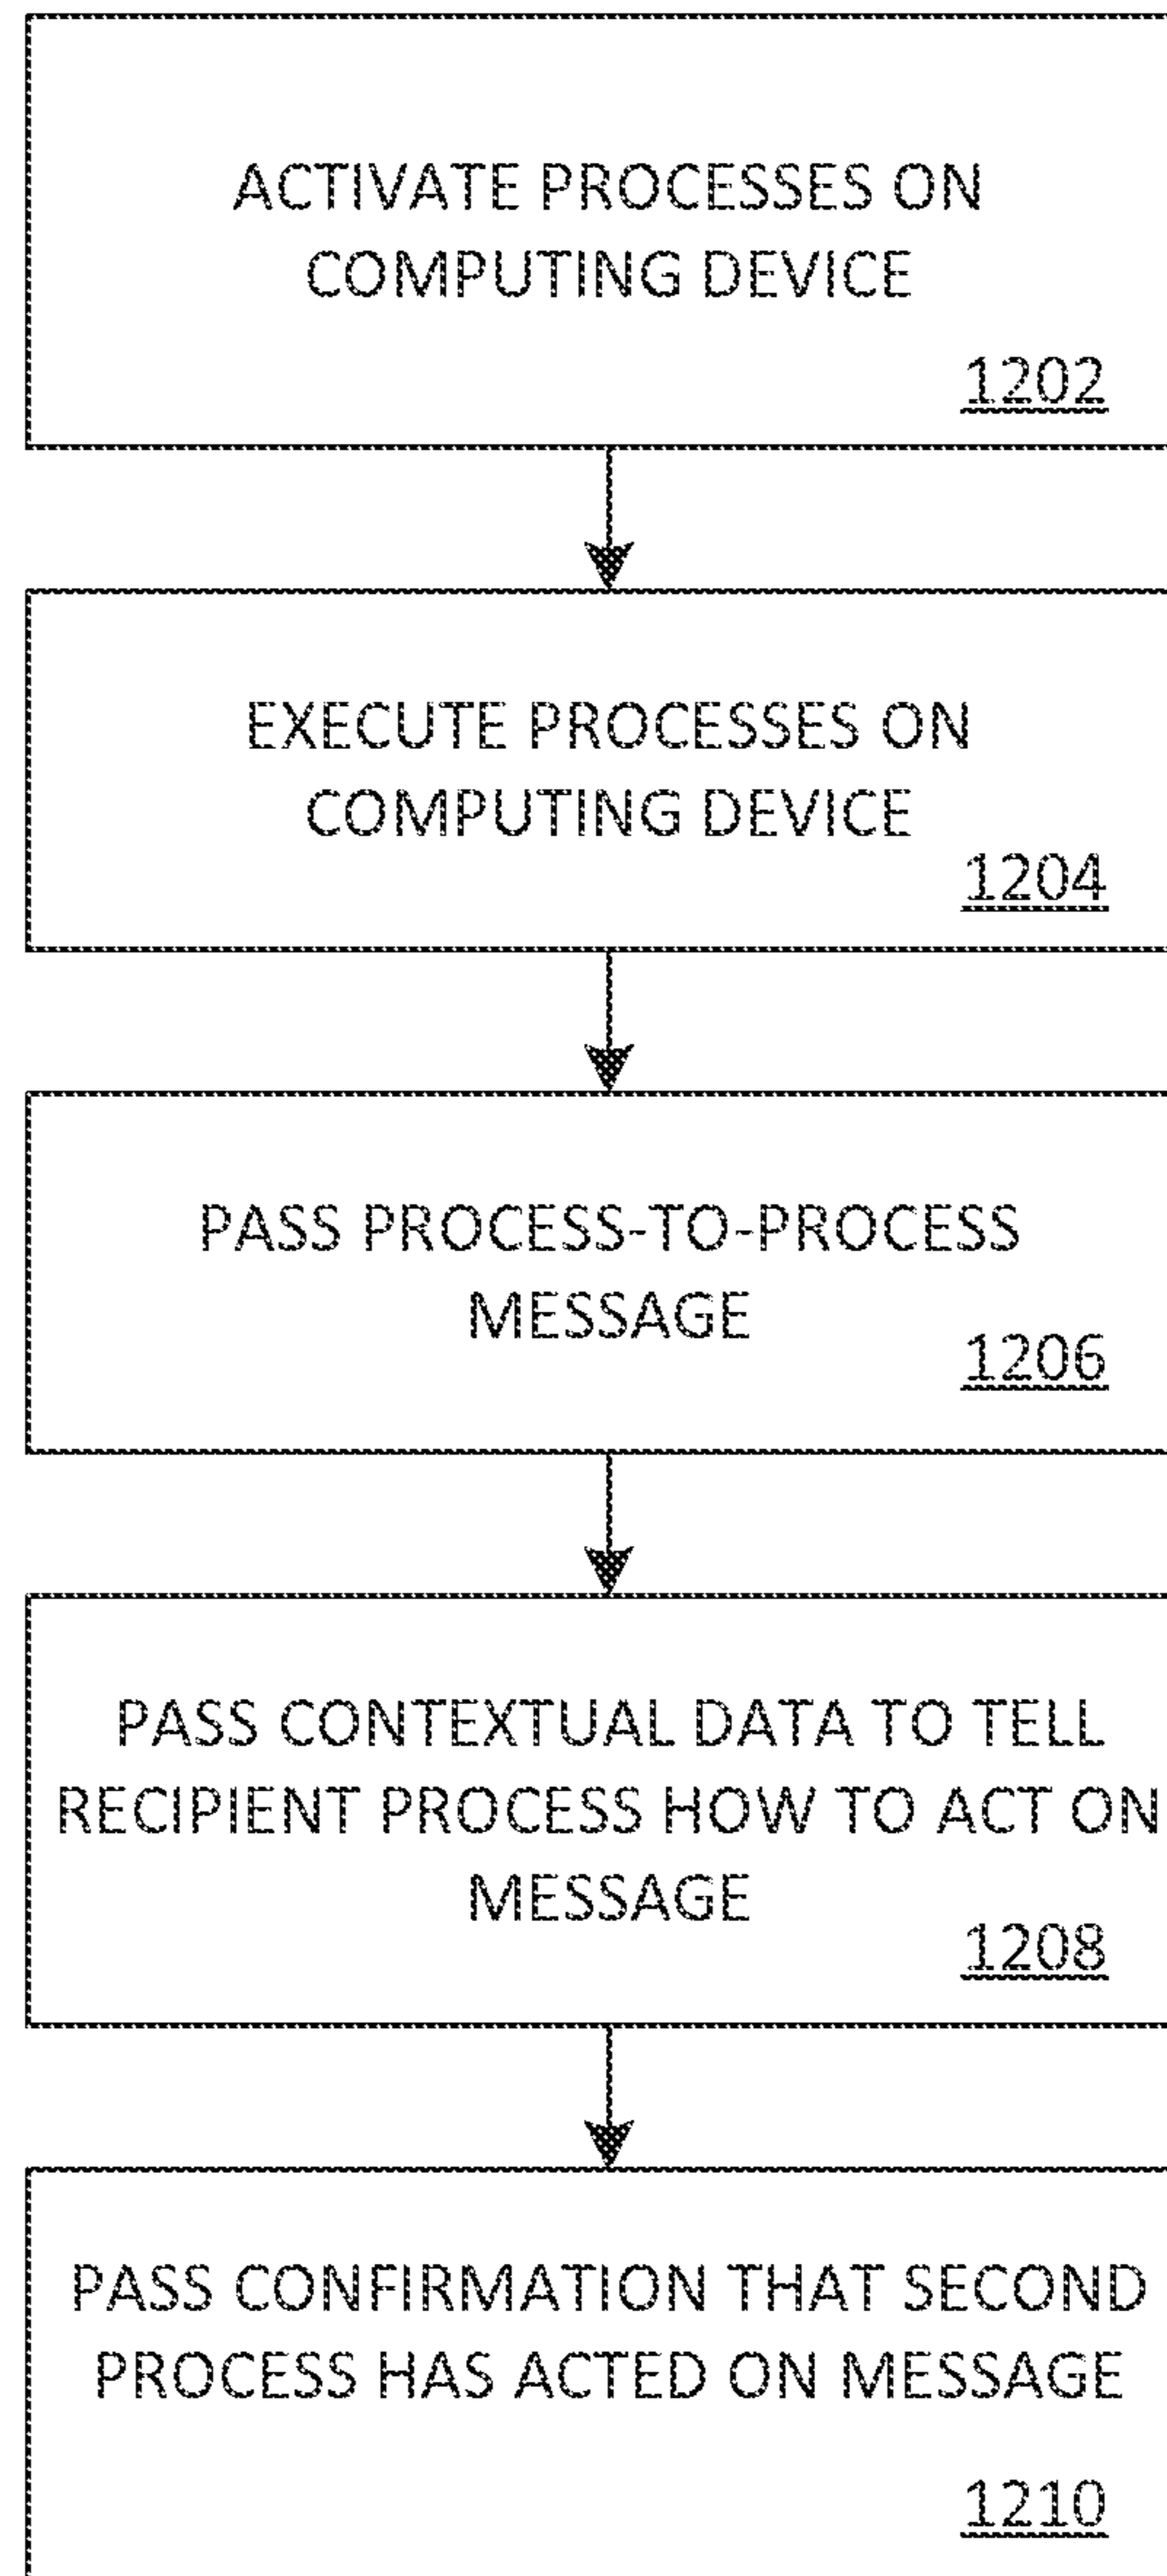 ACTIVATE PROCESSES ON
COMPUTING DEVICE
1202
EXECUTE PROCESSES ON
COMPUTING DEVICE
1204
PASS PROCESS-TO-PROCESS
MESSAGE
1206
PASS CONTEXTUAL DATA TO TELL
RECIPIENT PROCESS HOW TO ACT ON
MESSAGE
1208
PASS CONFIRMATION THAT SECOND
PROCESS HAS ACTED ON MESSAGE
1210